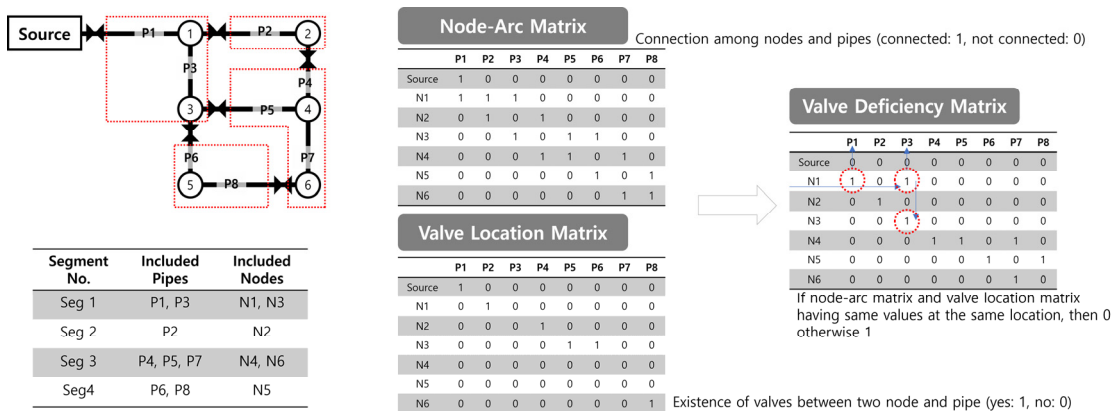 Source
P1
1
P2
2
P3
P4
3
P5
4
P6
P7
5
P8
6
Segment No. Included Pipes Included Nodes
Seg 1 P1, P3 N1, N3
Seg 2 P2 N2
Seg 3 P4, P5, P7 N4, N6
Seg4 P6, P8 N5
Node-Arc Matrix
Connection among nodes and pipes (connected: 1, not connected: 0)
P1 P2 P3 P4 P5 P6 P7 P8
Source 1 0 0 0 0 0 0 0
N1 1 1 1 0 0 0 0 0
N2 0 1 0 1 0 0 0 0
N3 0 0 1 0 1 1 0 0
N4 0 0 0 1 1 0 1 0
N5 0 0 0 0 0 1 0 1
N6 0 0 0 0 0 0 1 1
Valve Location Matrix
P1 P2 P3 P4 P5 P6 P7 P8
Source 1 0 0 0 0 0 0 0
N1 0 1 0 0 0 0 0 0
N2 0 0 0 1 0 0 0 0
N3 0 0 0 0 1 1 0 0
N4 0 0 0 0 0 0 0 0
N5 0 0 0 0 0 0 0 0
N6 0 0 0 0 0 0 0 1
Existence of valves between two node and pipe (yes: 1, no: 0)
Valve Deficiency Matrix
P1 P2 P3 P4 P5 P6 P7 P8
Source 0 0 0 0 0 0 0 0
N1 1 0 1 0 0 0 0 0
N2 0 1 0 0 0 0 0 0
N3 0 0 1 0 0 0 0 0
N4 0 0 0 1 1 0 1 0
N5 0 0 0 0 0 1 0 1
N6 0 0 0 0 0 0 1 0
If node-arc matrix and valve location matrix
having same values at the same location, then 0
otherwise 1